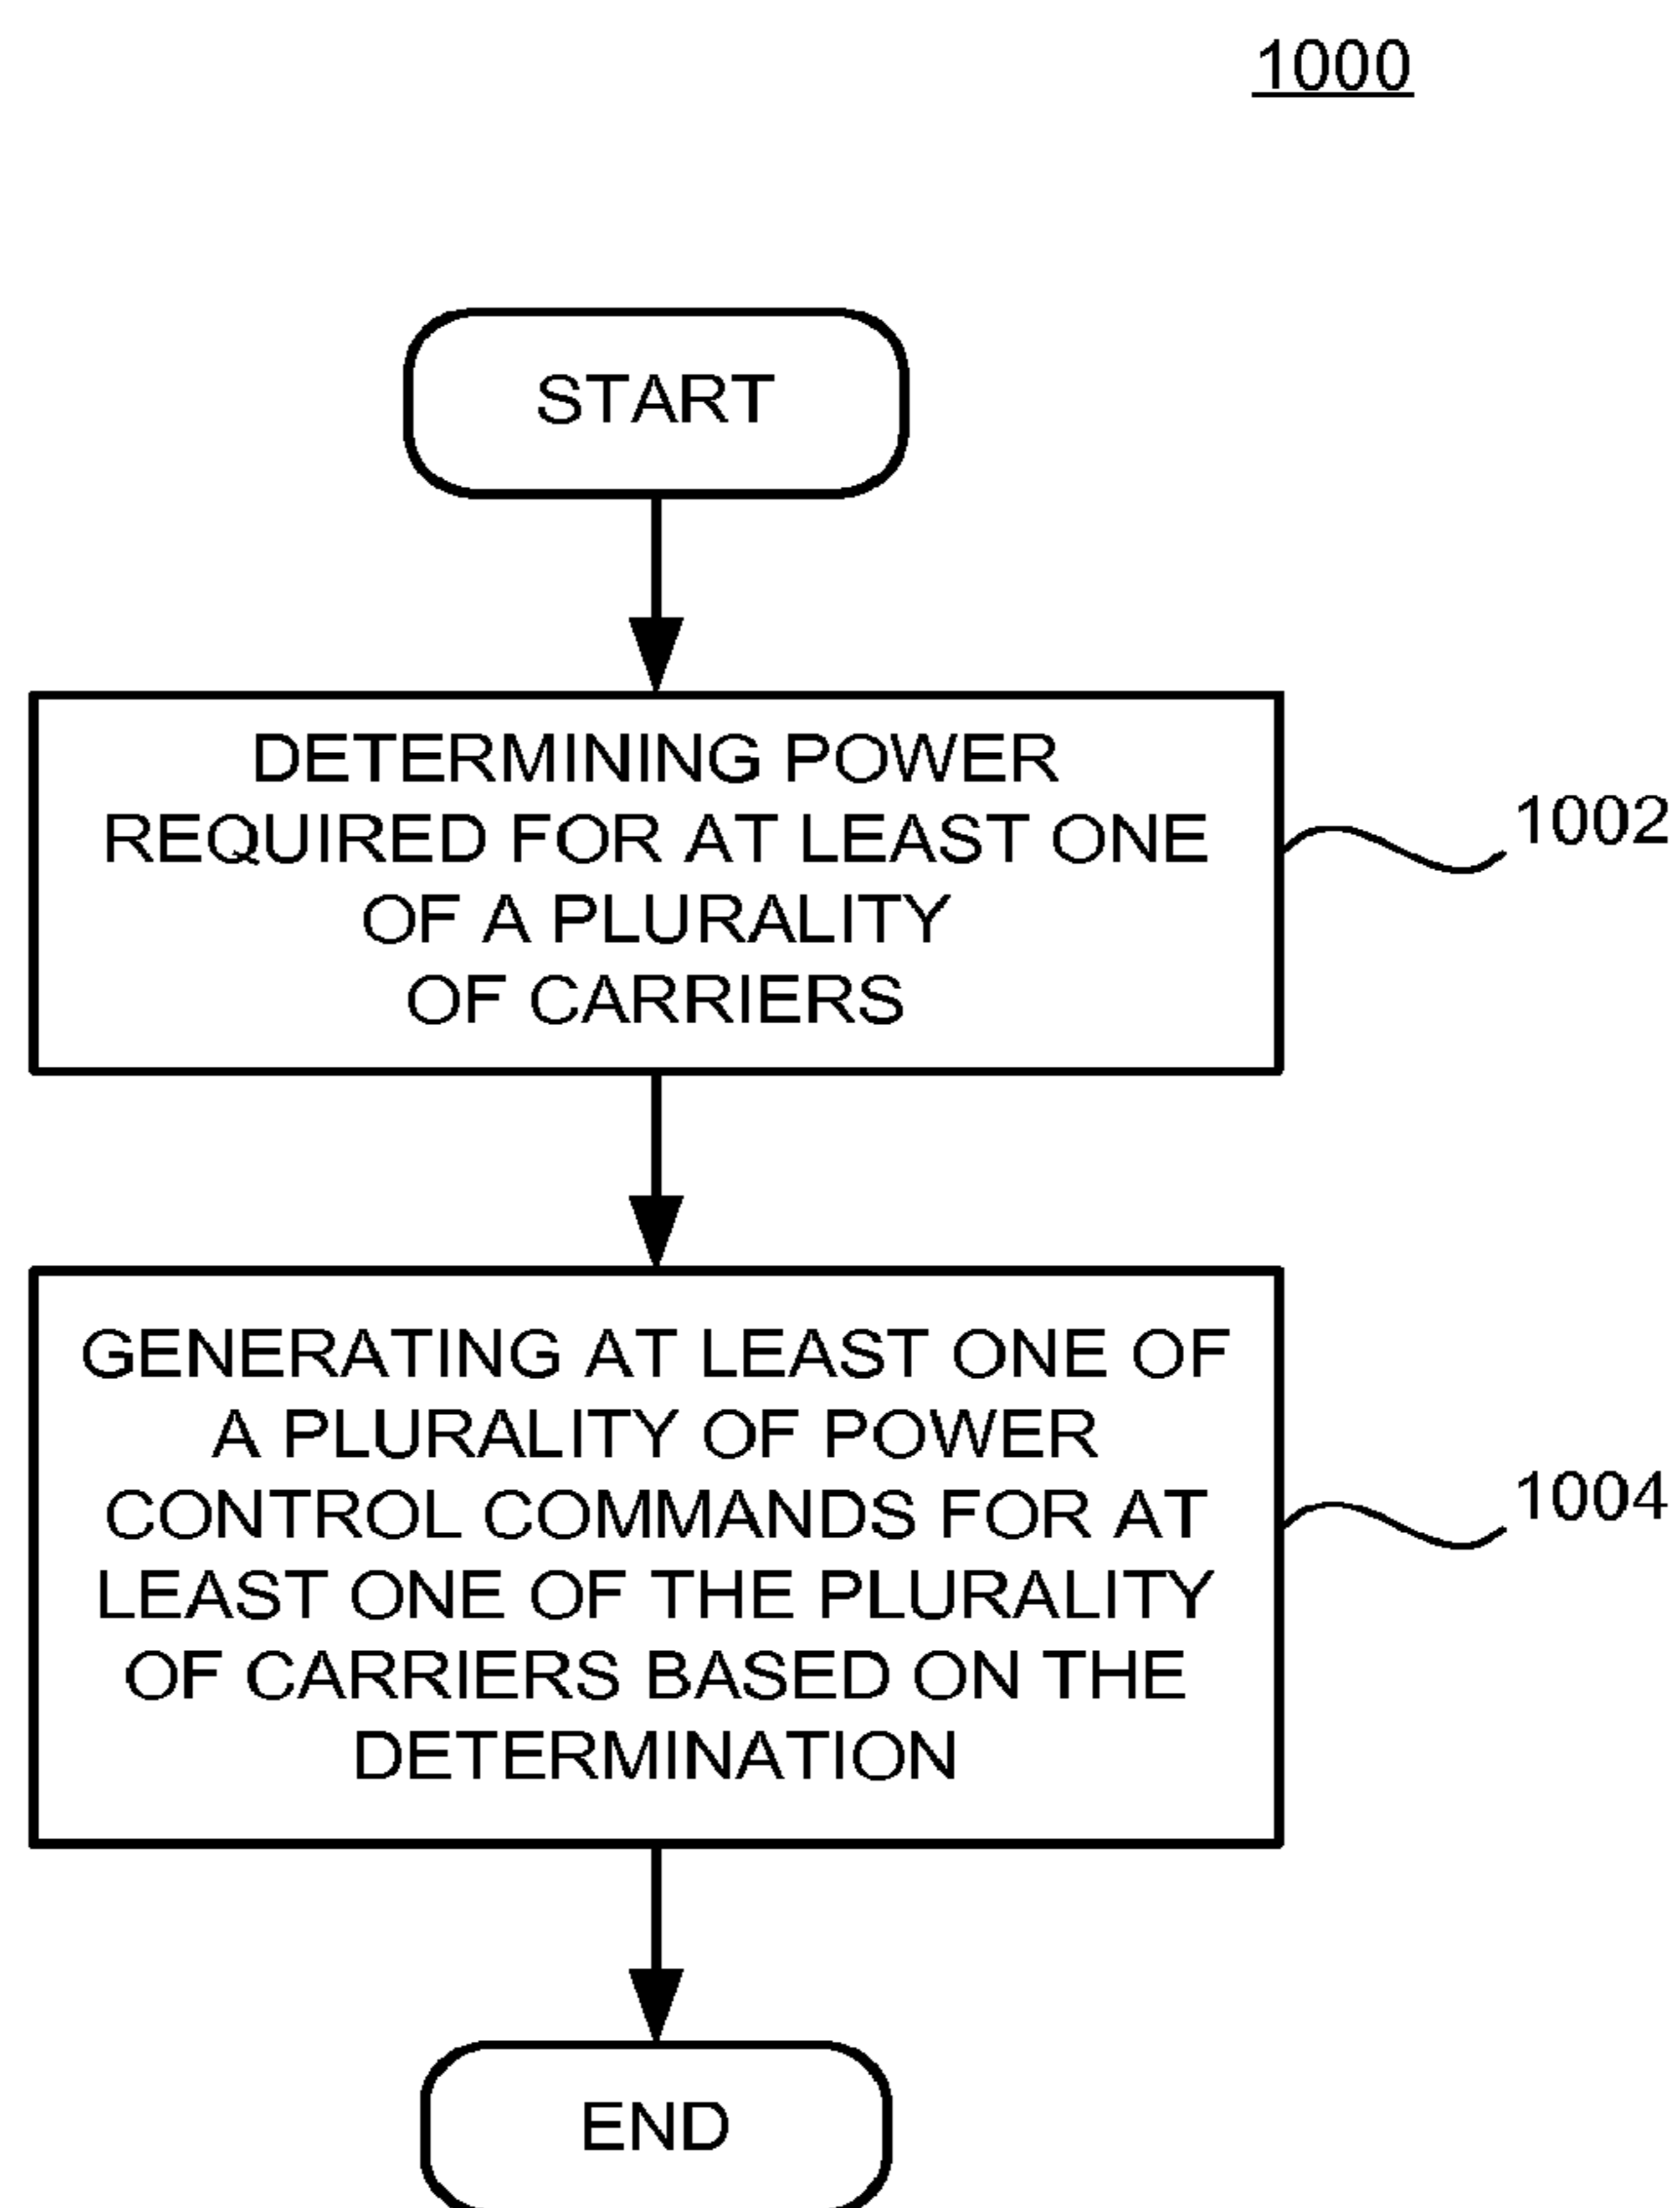 1000
START
DETERMINING POWER
REQUIRED FOR AT LEAST ONE
OF A PLURALITY
OF CARRIERS
1002
GENERATING AT LEAST ONE OF
A PLURALITY OF POWER
CONTROL COMMANDS FOR AT
LEAST ONE OF THE PLURALITY
OF CARRIERS BASED ON THE
DETERMINATION
1004
END